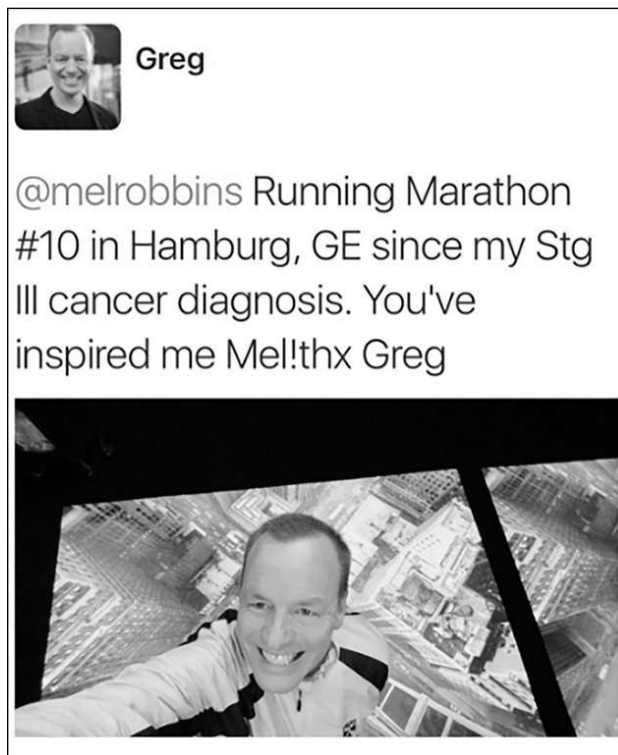 Greg
@melrobbins Running Marathon
#10 in Hamburg, GE since my Stg
III cancer diagnosis. You've
inspired me Mel!thx Greg